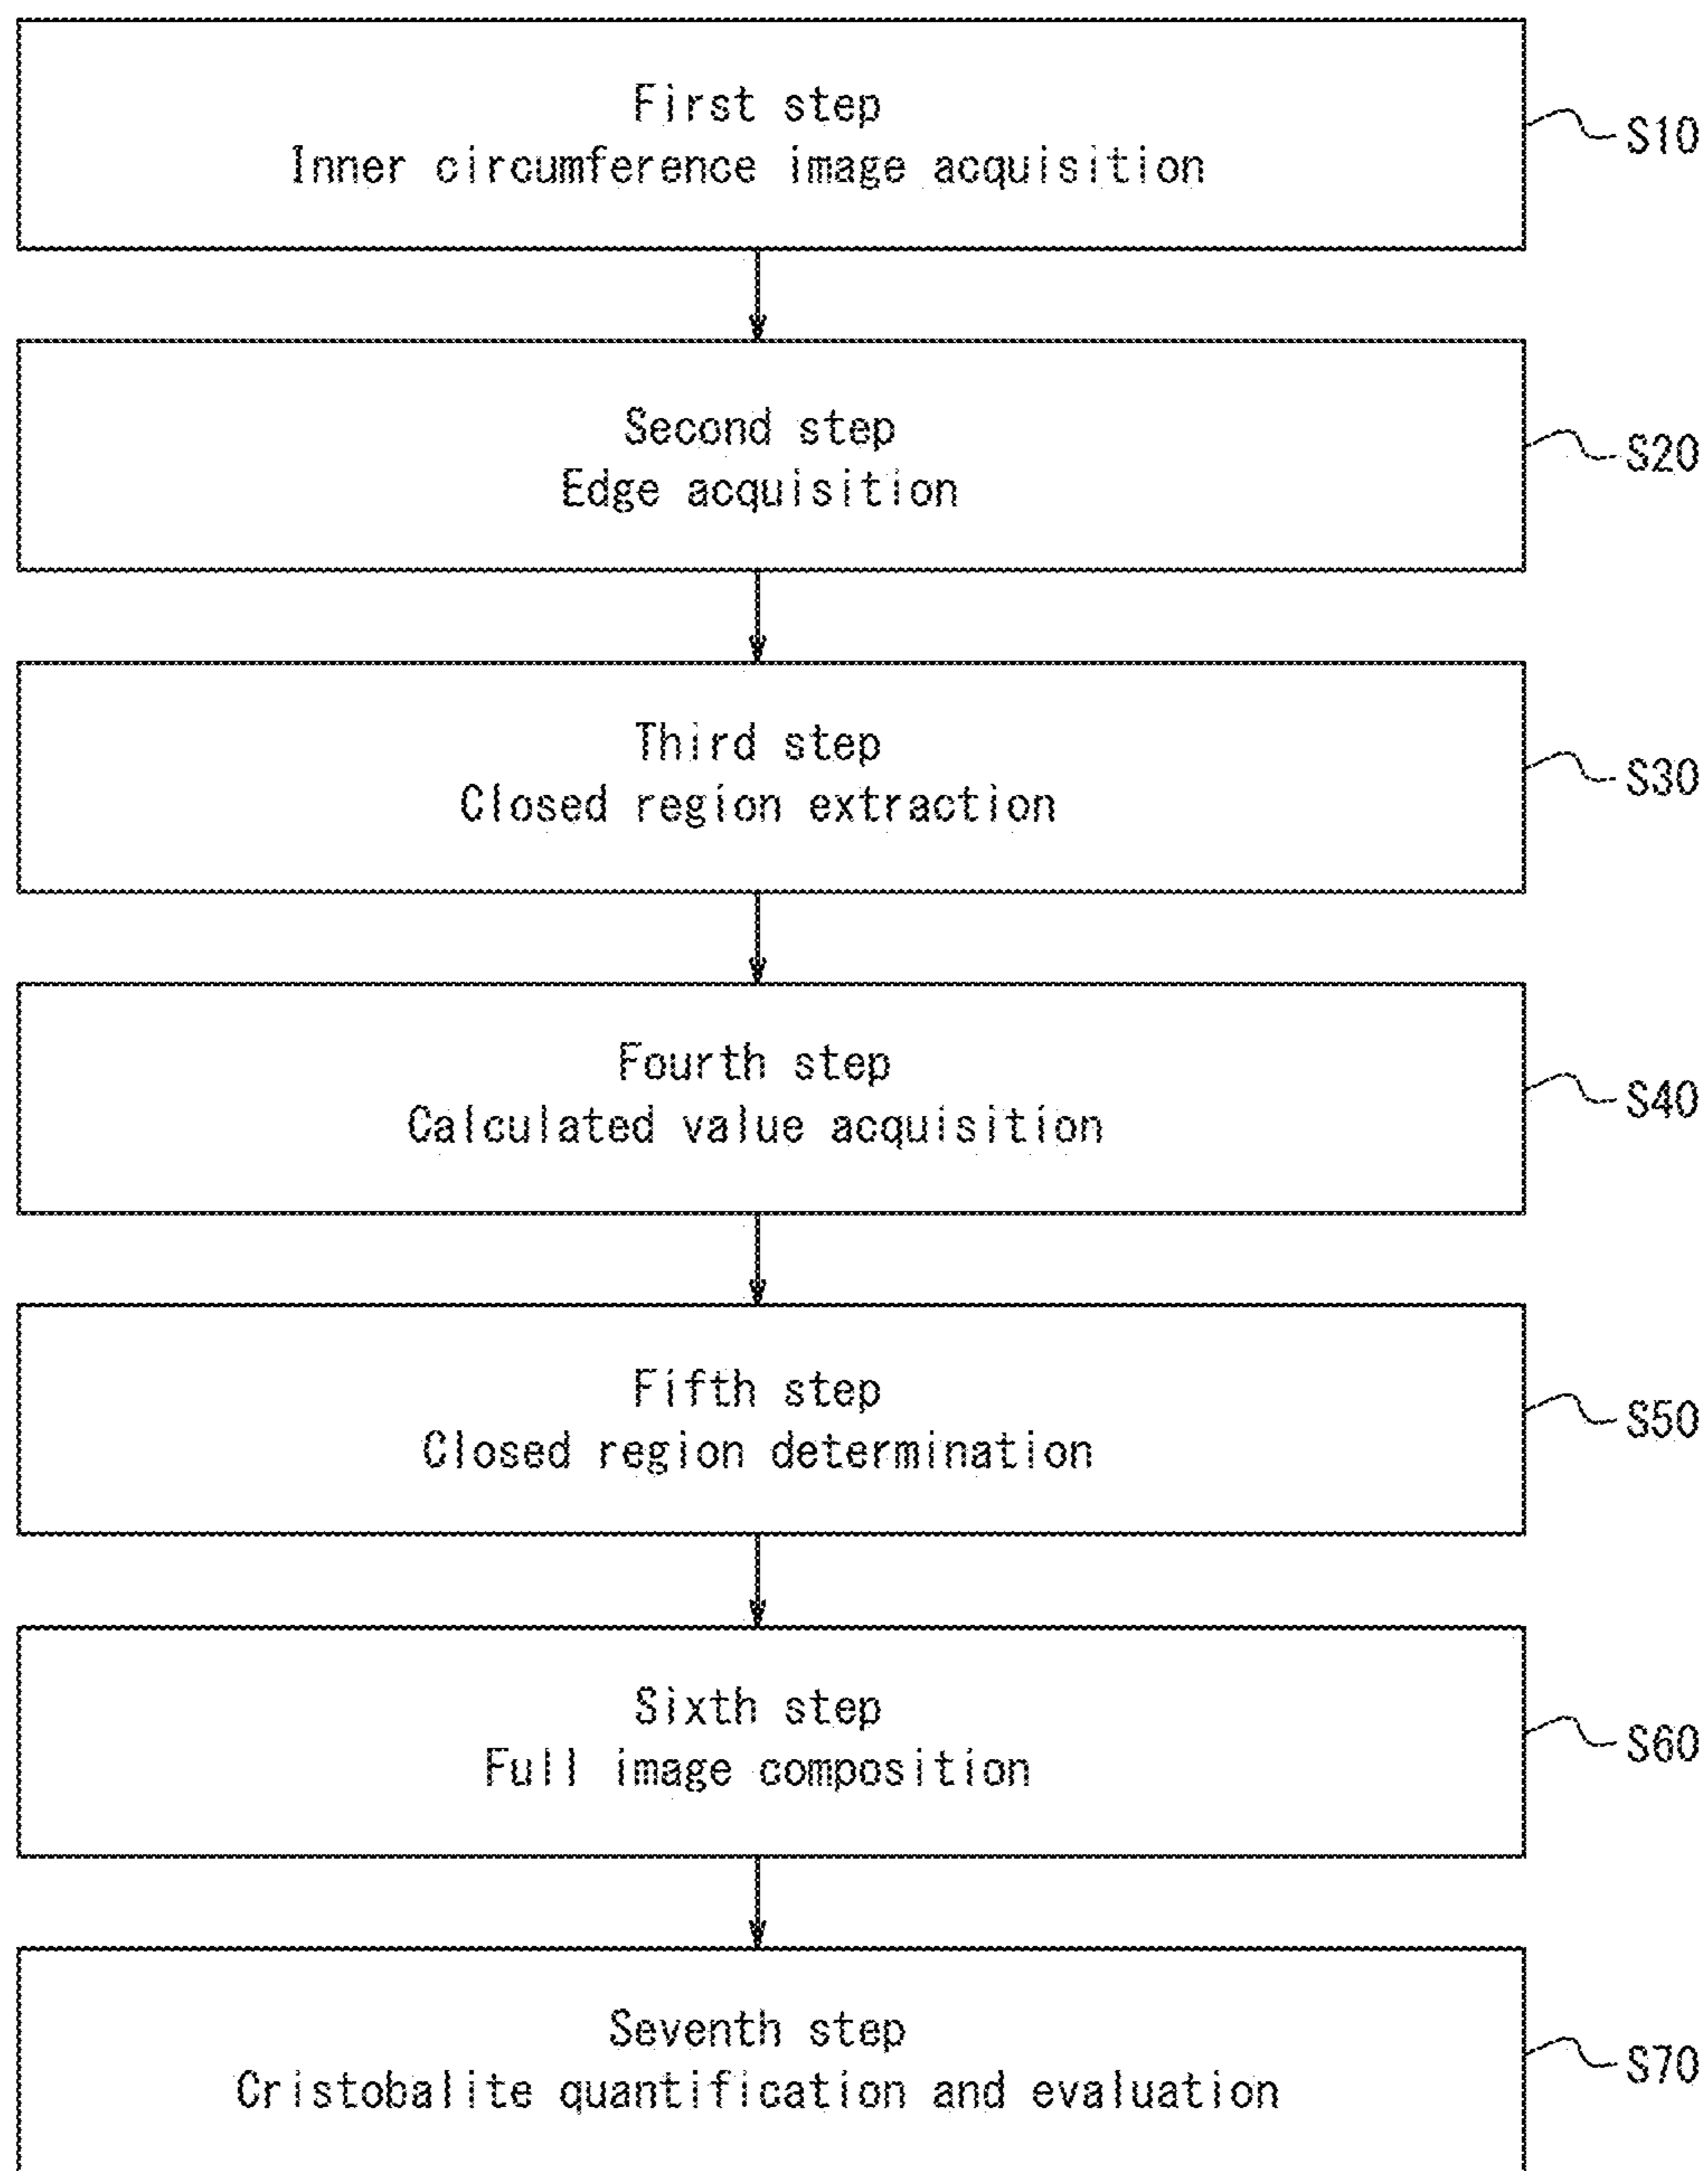 First step
Inner circumference image acquisition
S10
Second step
Edge acquisition
S20
Third step
Closed region extraction
S30
Fourth step
Calculated value acquisition
S40
Fifth step
Closed region determination
S50
Sixth step
Full image composition
S60
Seventh step
Cristobalite quantification and evaluation
S70